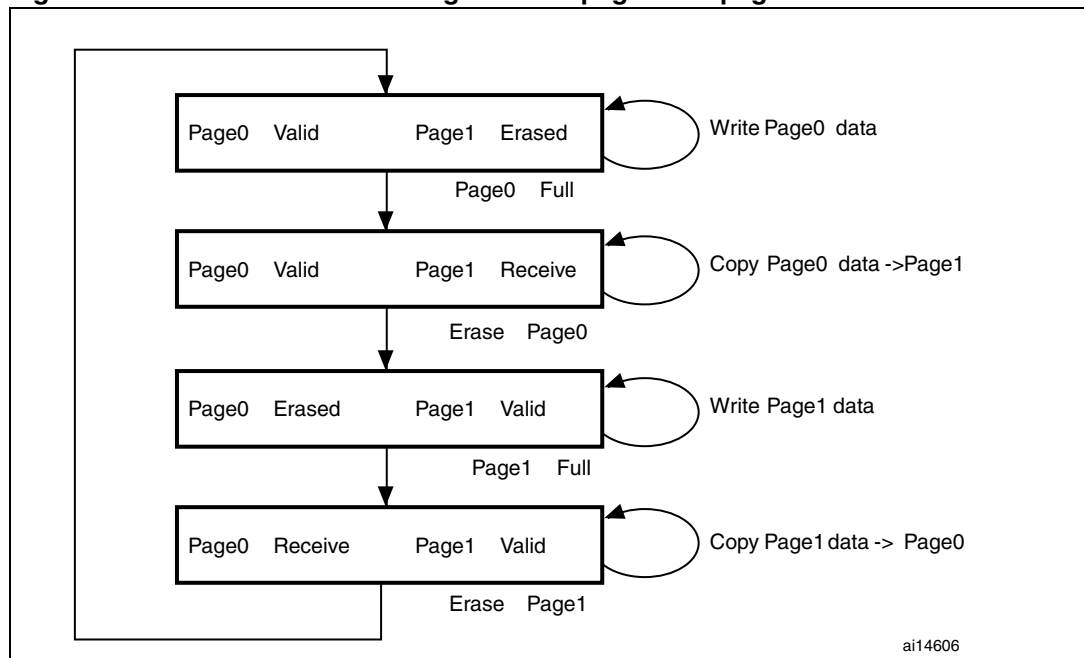 Page0 Valid Page1 Erased
Write Page0 data
Page0 Full
Page0 Valid Page1 Receive
Copy Page0 data ->Page1
Erase Page0
Page0 Erased Page1 Valid
Write Page1 data
Page1 Full
Page0 Receive Page1 Valid
Copy Page1 data -> Page0
Erase Page1
ai14606